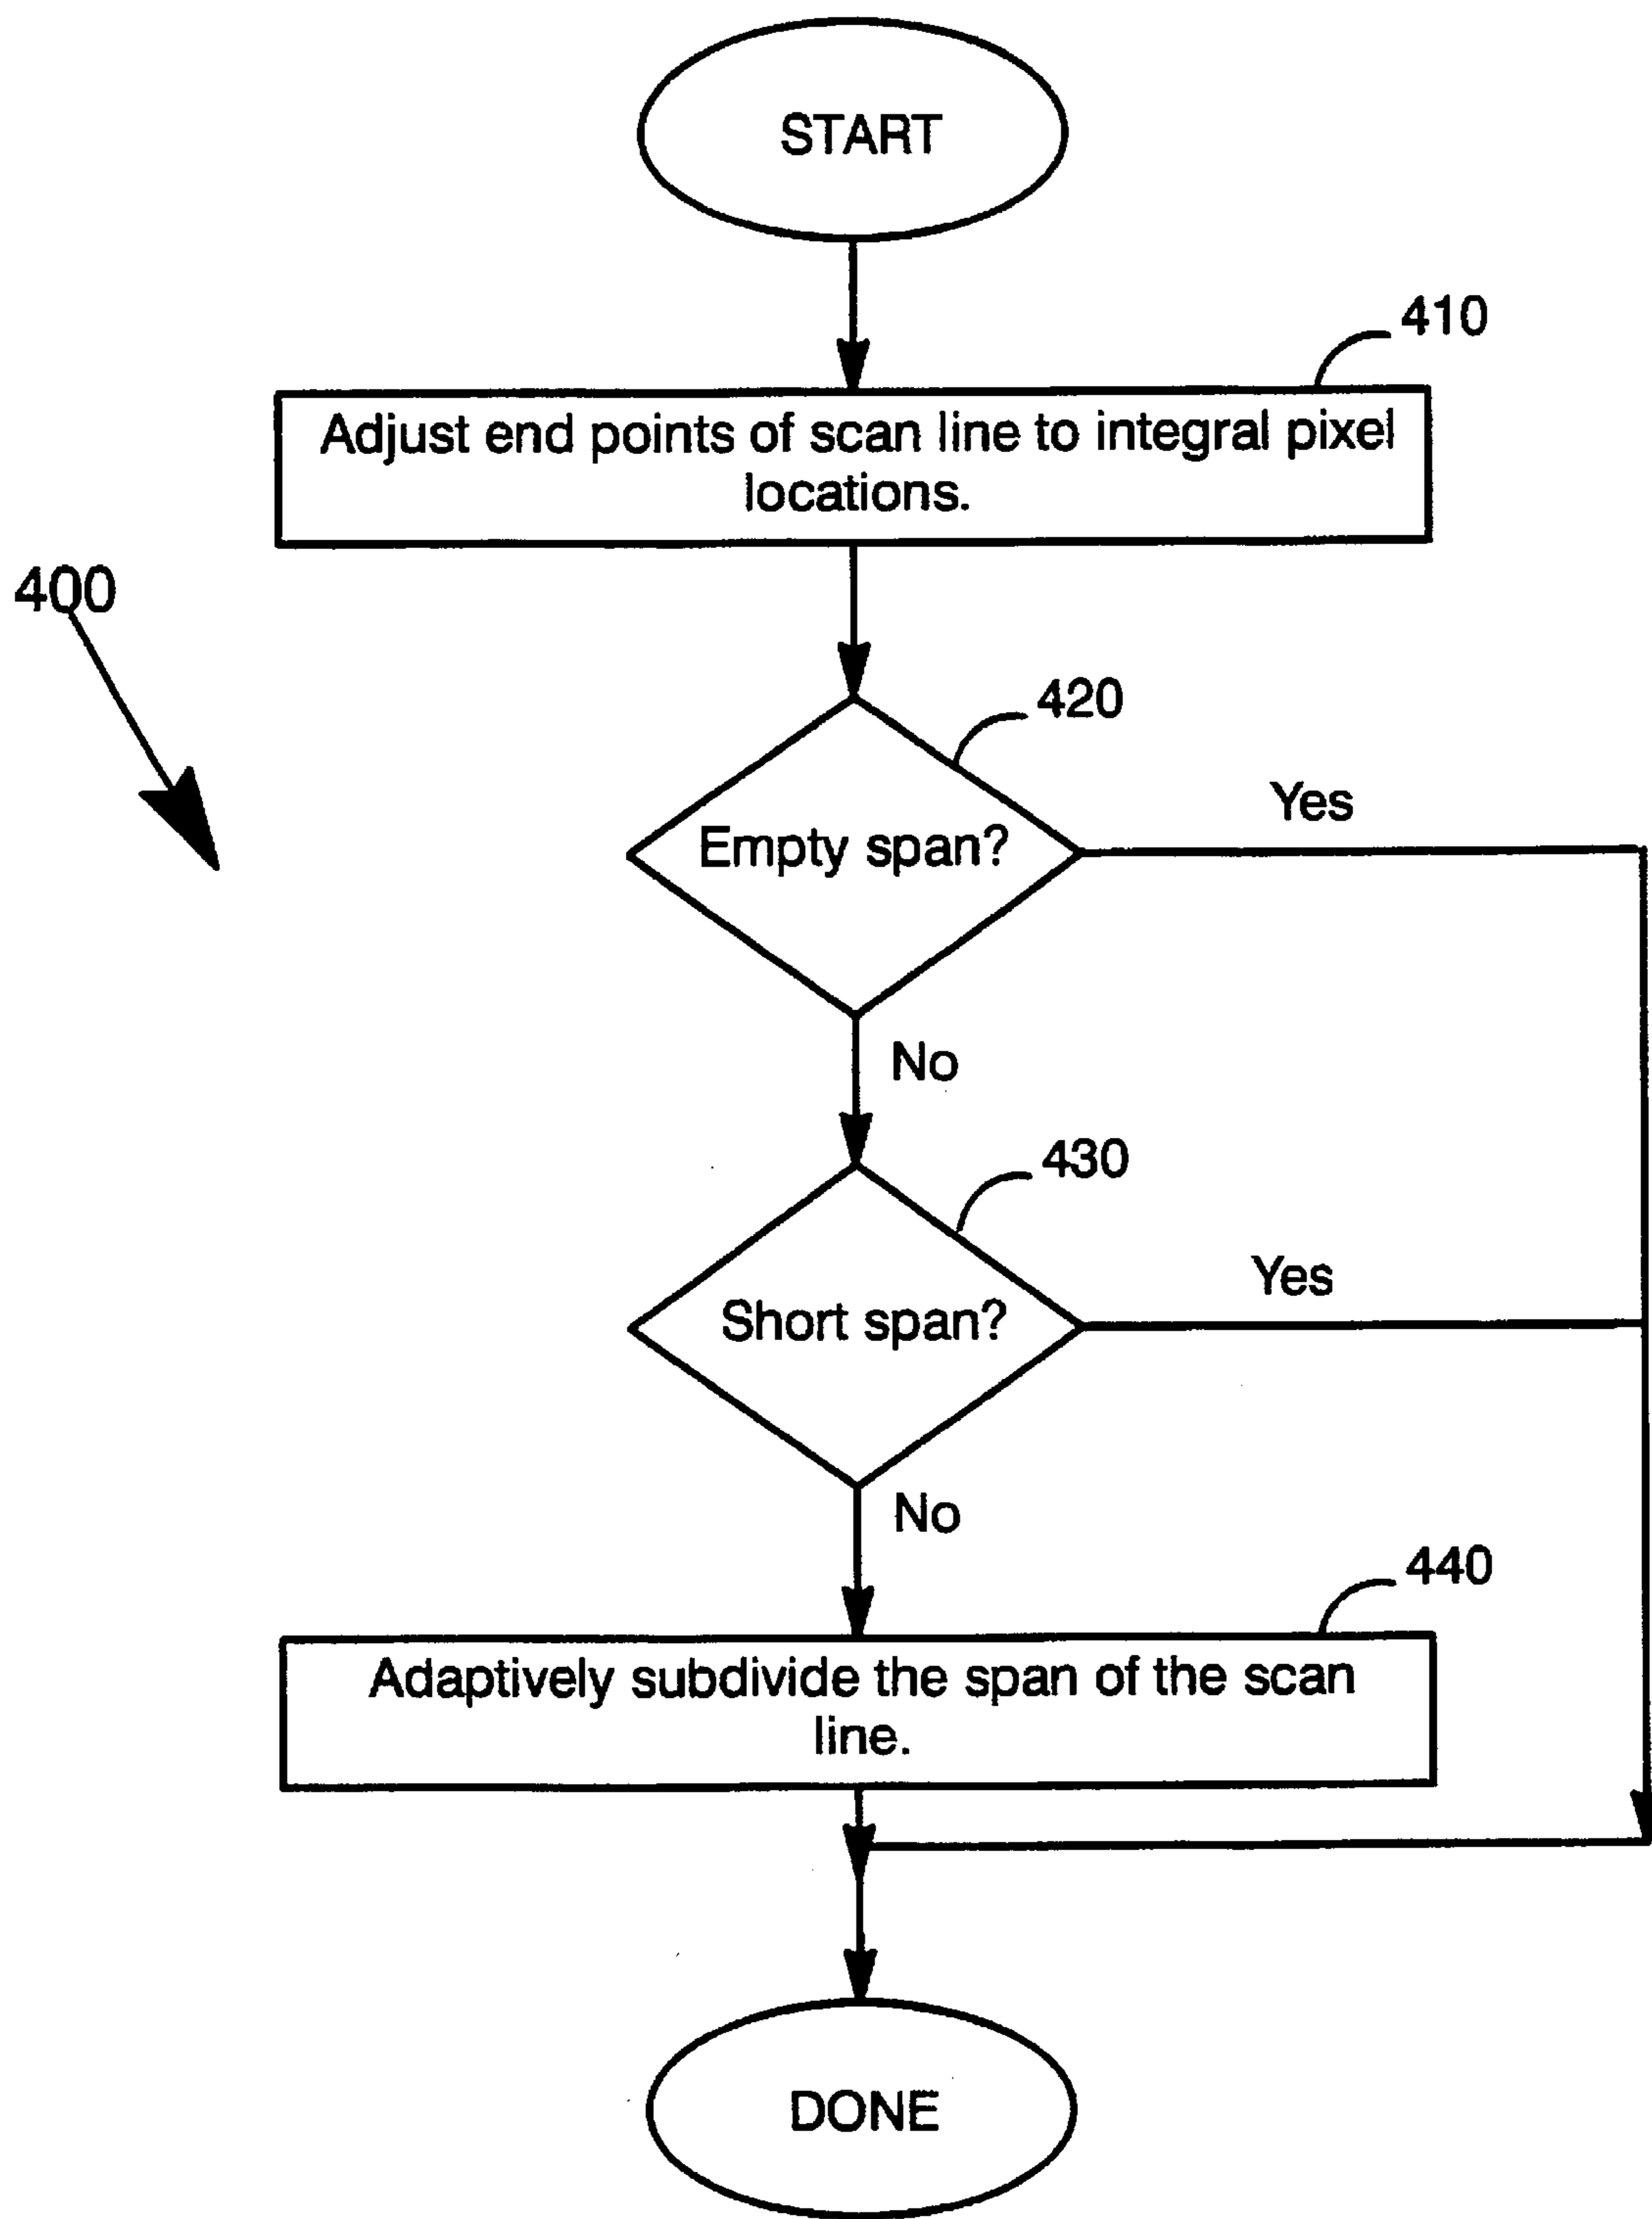 START
410
Adjust end points of scan line to integral pixel
locations.
400
420
Empty span?
Yes
No
430
Short span?
Yes
No
440
Adaptively subdivide the span of the scan
line.
DONE